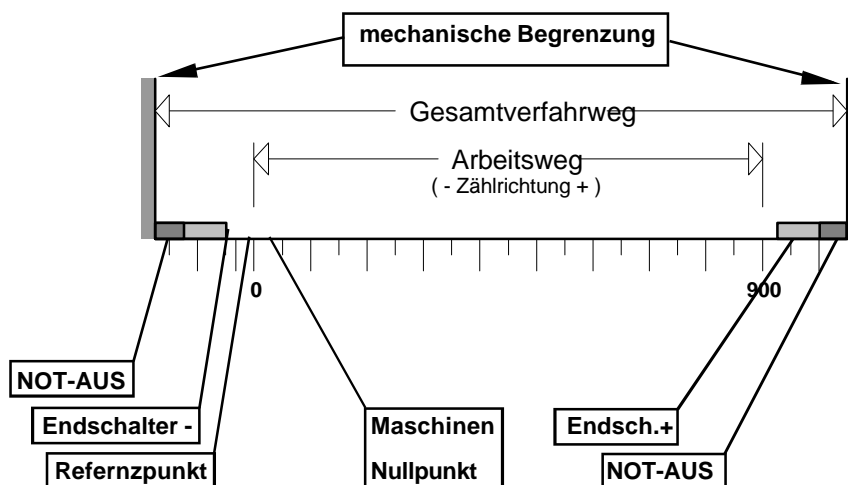 mechanische Begrenzung
Gesamtverfahrweg
Arbeitsweg
( - Zählrichtung + )
0
900
NOT-AUS
Endschalter -
Maschinen
Endsch.+
Refernzpunkt
Nullpunkt
NOT-AUS